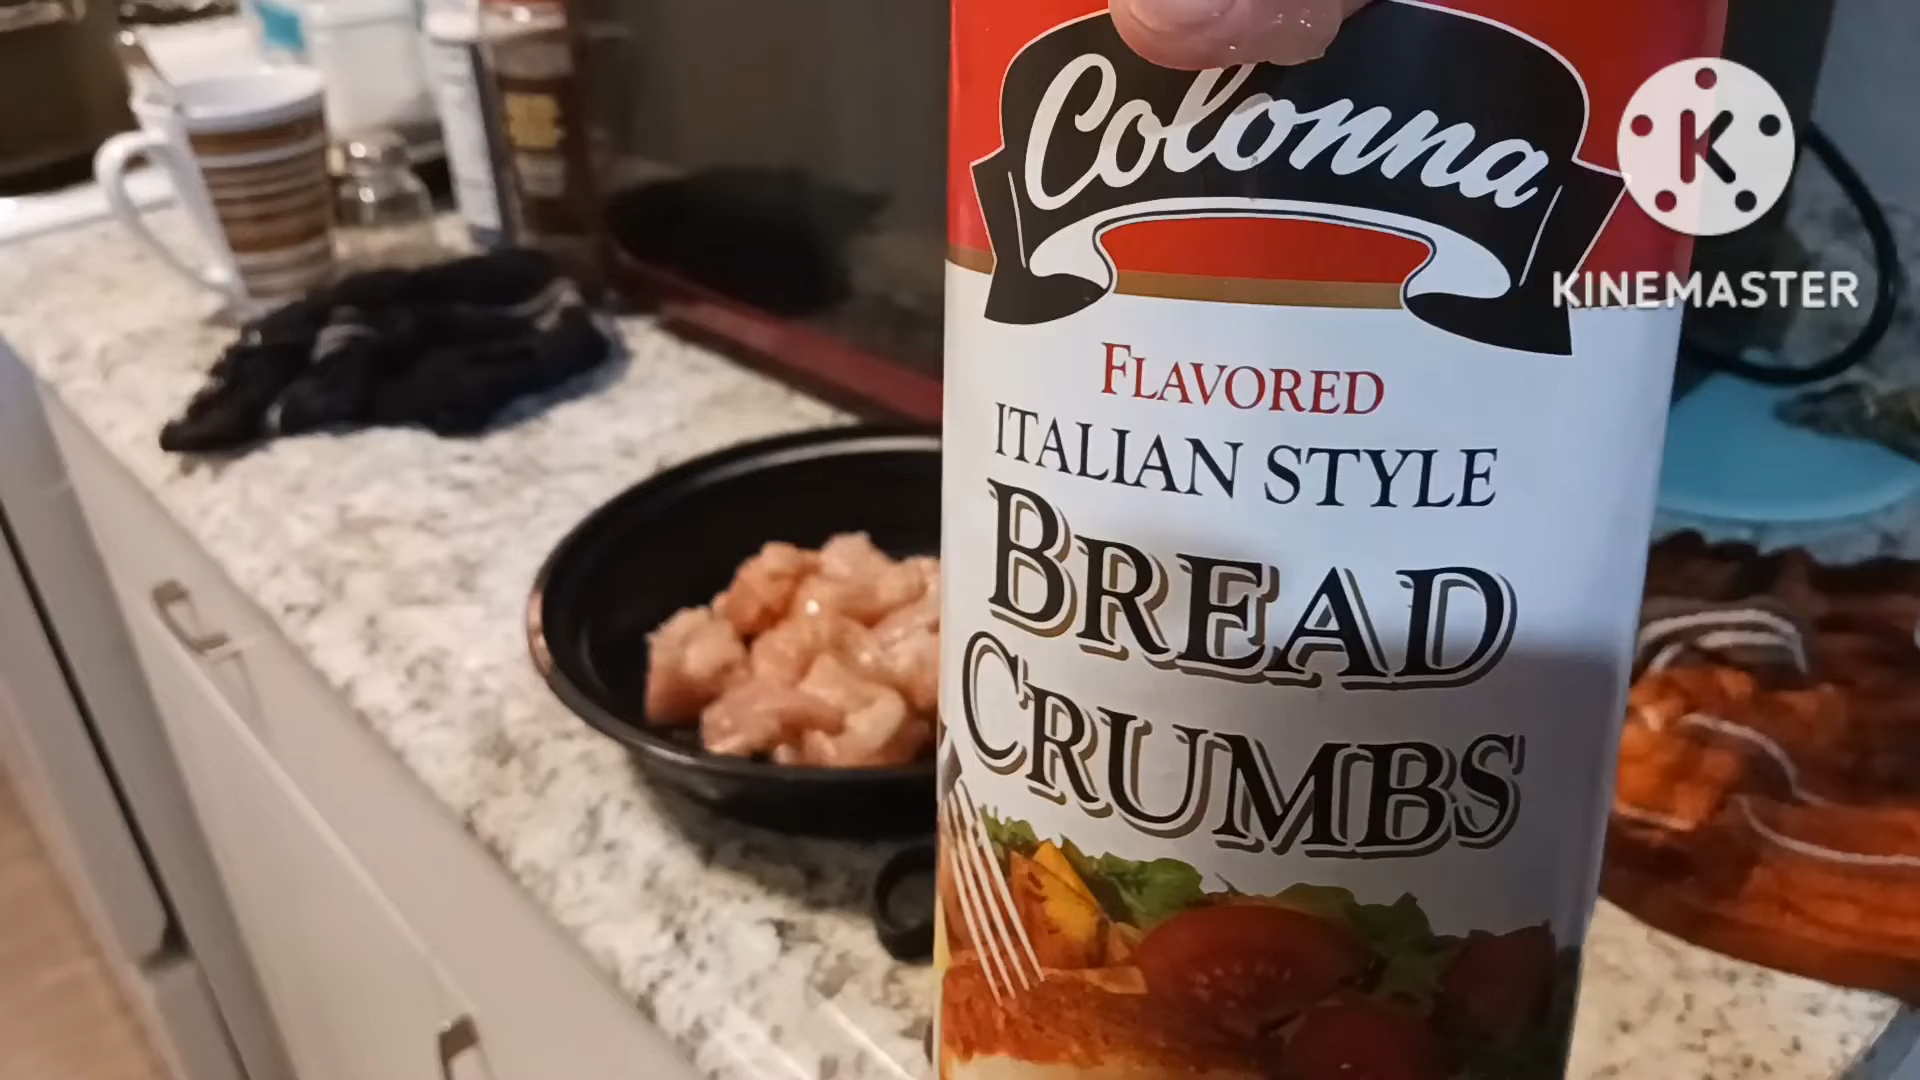 Colonna
KINEMASTER
FLAVORED
ITALIAN STYLE
BREAD
CRUMBS